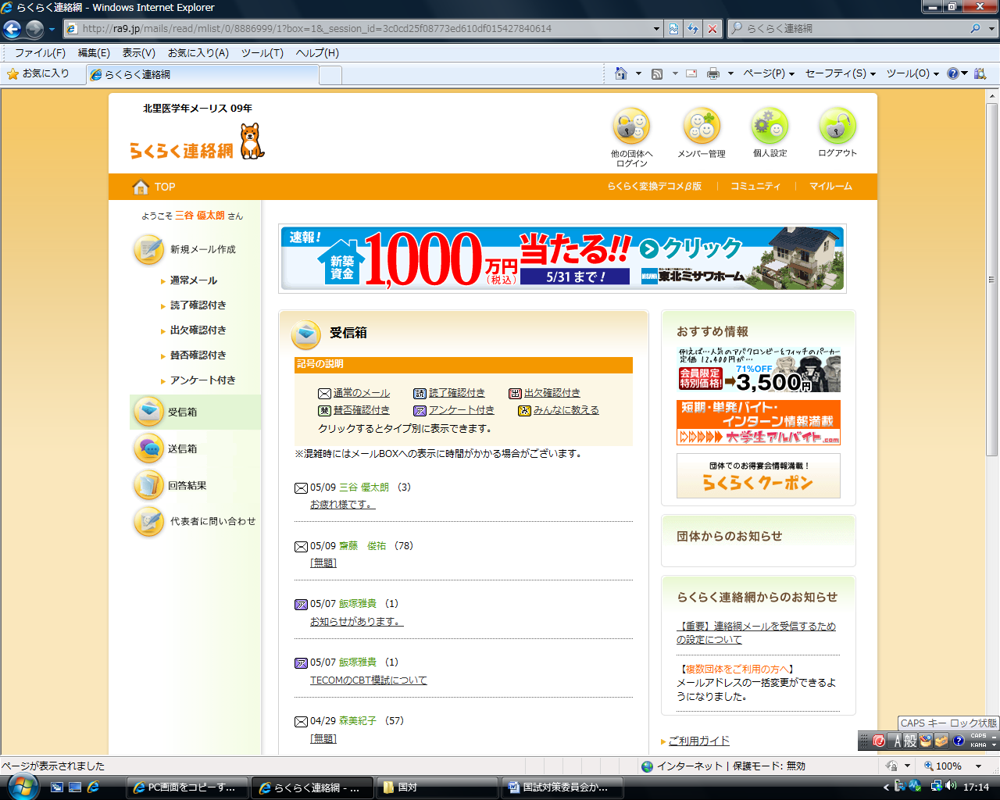 らくらく連絡網 - Windows Internet Explorer
http://ra9.jp/mails/read/mlist/0/8886999/1?box=1&_session_id=3c0cd25f08773ed610df015427840614
らくらく連絡網
ファイル(F) 編集(E) 表示(V) お気に入り(A) ツール(T) ヘルプ(H)
お気に入り
らくらく連絡網
ページ(P) セーフティ(S) ツール(O)
北里医学年メーリス 09年
らくらく連絡網
他の団体へ
ログイン
メンバー管理
個人設定
ログアウト
TOP
らくらく変換デコメβ版
コミュニティ
マイルーム
ようこそ 三谷 優太朗 さん
新規メール作成
通常メール
読了確認付き
出欠確認付き
賛否確認付き
アンケート付き
受信箱
送信箱
回答結果
代表者に問い合わせ
速報!
新築
資金
1,000万円
(税込)
当たる!!
5/31まで!
クリック
MISAWA
東北ミサワホーム
受信箱
記号の説明
通常のメール
読 読了確認付き
出 出欠確認付き
賛 賛否確認付き
ア アンケート付き
み みんなに教える
クリックするとタイプ別に表示できます。
※混雑時にはメールBOXへの表示に時間がかかる場合がございます。
05/09 三谷 優太朗 (3)
お疲れ様です。
05/09 齋藤 俊祐 (78)
[無題]
ア 05/07 飯塚雅貴 (1)
お知らせがあります。
ア 05/07 飯塚雅貴 (1)
TECOMのCBT模試について
04/29 森美紀子 (57)
[無題]
おすすめ情報
例えば…人気のアバクロンビー&フィッチのパーカー
定価 12,400円が…
71%OFF
会員限定
特別価格!
3,500円
短期・単発バイト・
インターン情報満載
大学生アルバイト.com
団体でのお得宴会情報満載!
らくらくクーポン
団体からのお知らせ
らくらく連絡網からのお知らせ
【重要】連絡網メールを受信するため
の設定について
【複数団体をご利用の方へ】
メールアドレスの一括変更ができるよ
うになりました。
ご利用ガイド
CAPS キー ロック状態
A 般
CAPS
KANA
ページが表示されました
インターネット | 保護モード: 無効
100%
PC画面をコピーす...
らくらく連絡網 - ...
国対
国試対策委員会か...
17:14